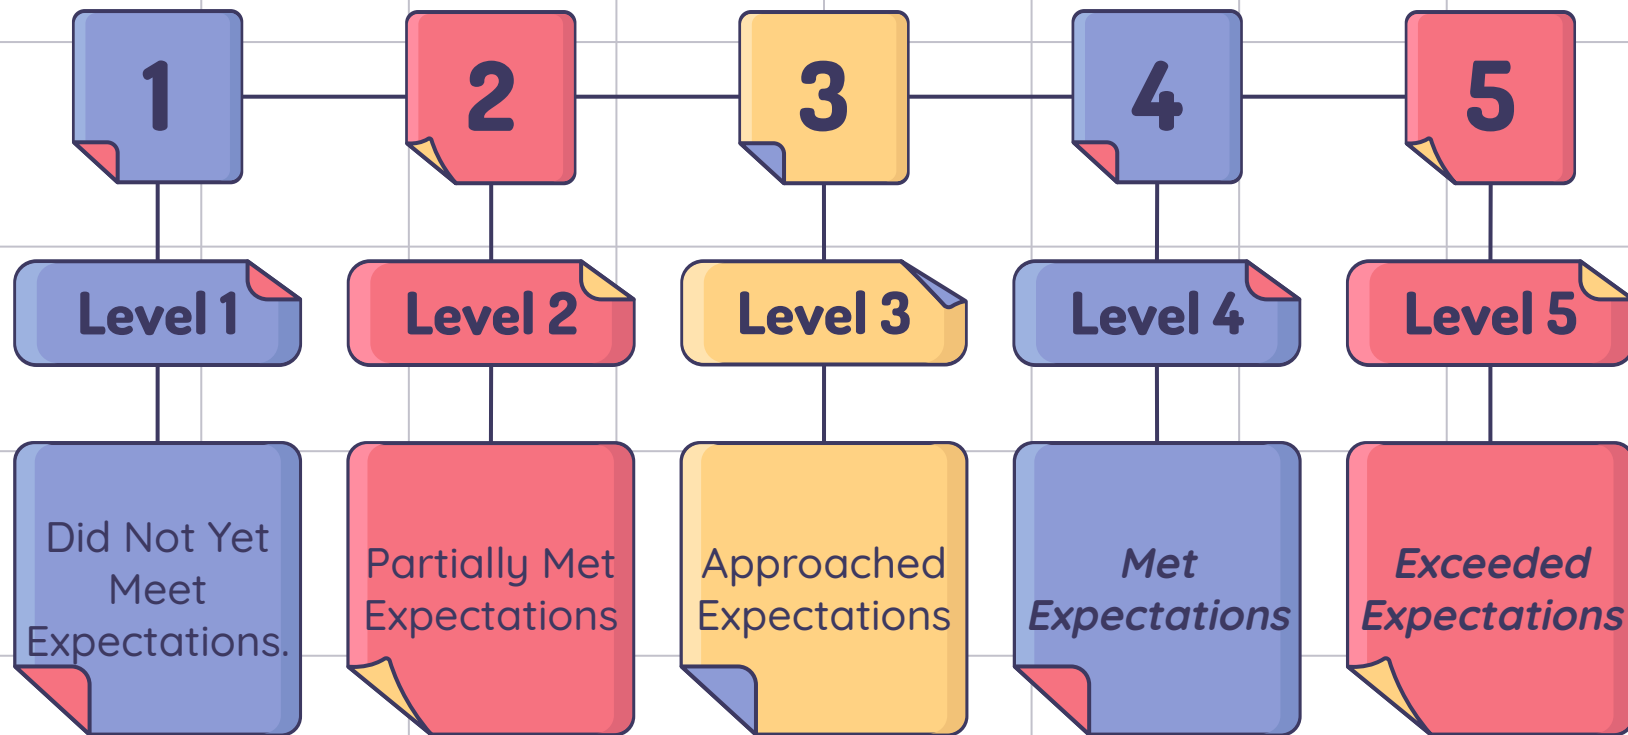 1
2
3
4
5
Level 1
Level 2
Level 3
Level 4
Level 5
Did Not Yet
Meet
Expectations.
Partially Met
Expectations
Approached
Expectations
Met
Expectations
Exceeded
Expectations